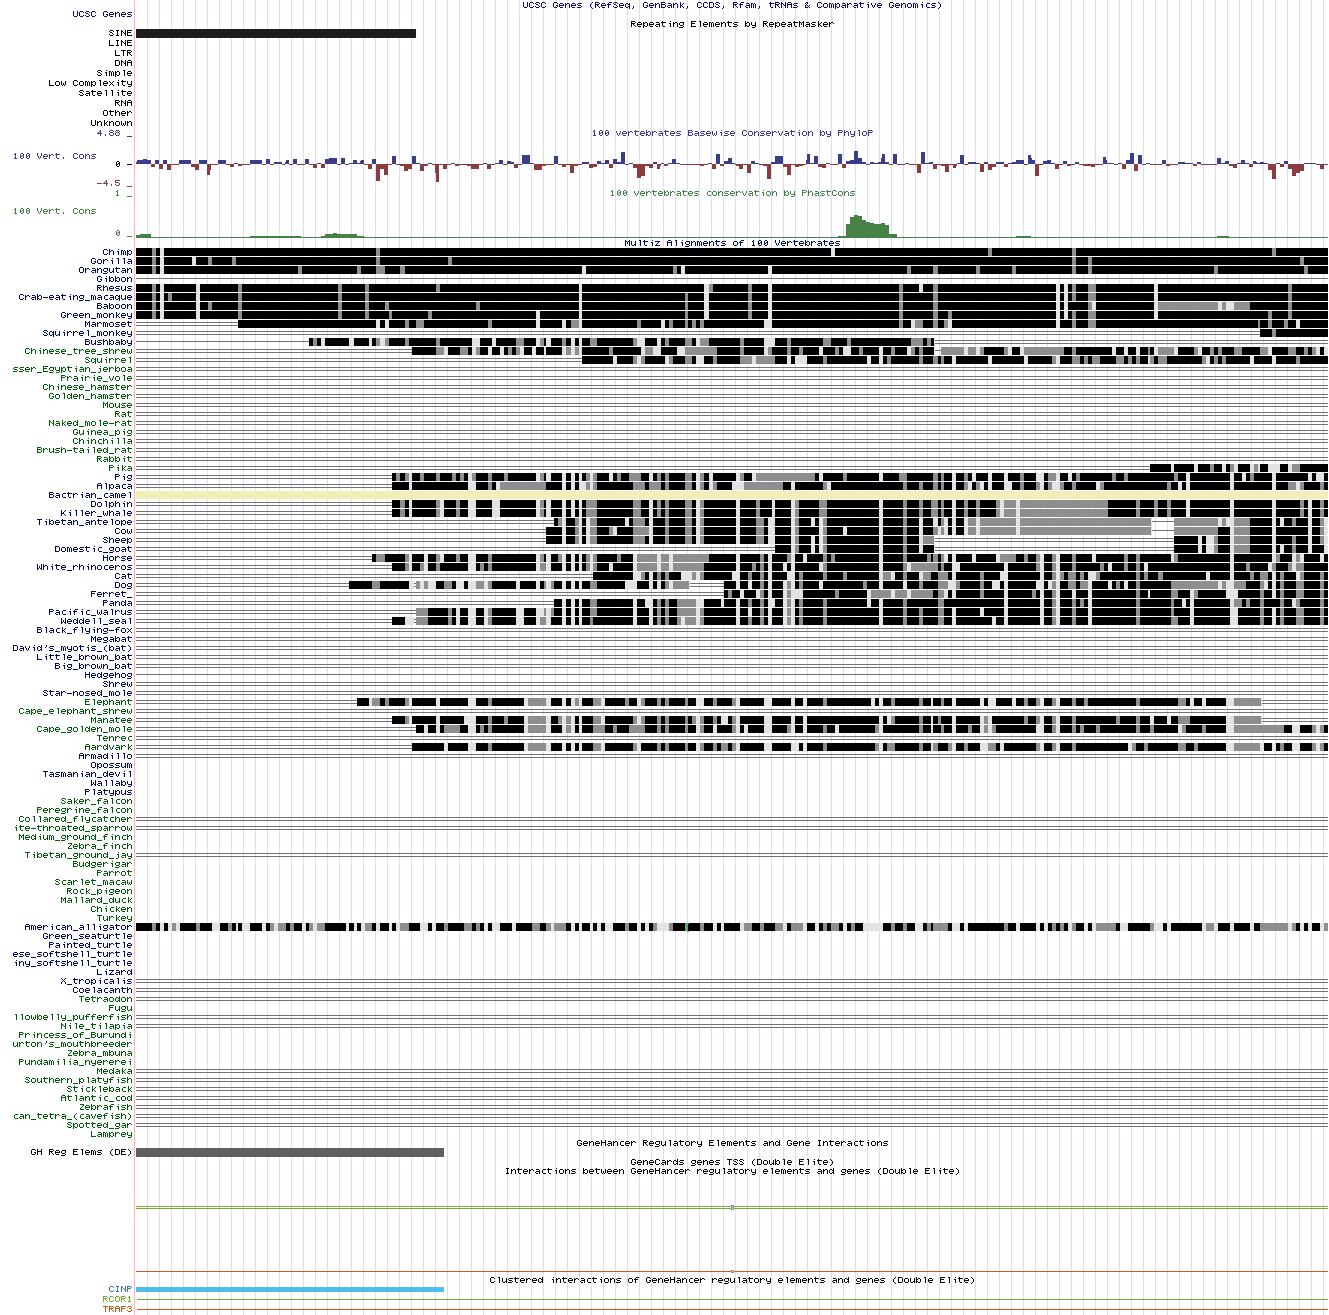 UCSC Genes (RefSeq, GenBank, CCDS, Rfam, tRNAs & Comparative Genomics)
UCSC Genes
Repeating Elements by RepeatMasker
SINE
LINE
LTR
DNA
Simple
Low Complexity
Satellite
RNA
Other
Unknown
4.88 _
100 vertebrates Basewise Conservation by PhyloP
100 Vert. Cons
0 -
-4.5 _
1 _
100 vertebrates conservation by PhastCons
100 Vert. Cons
0 _
Multiz Alignments of 100 Vertebrates
Chimp
Gorilla
Orangutan
Gibbon
Rhesus
Crab-eating_macaque
Baboon
Green_monkey
Marmoset
Squirrel_monkey
Bushbaby
Chinese_tree_shrew
Squirrel
sser_Egyptian_jerboa
Prairie_vole
Chinese_hamster
Golden_hamster
Mouse
Rat
Naked_mole-rat
Guinea_pig
Chinchilla
Brush-tailed_rat
Rabbit
Pika
Pig
Alpaca
Bactrian_camel
Dolphin
Killer_whale
Tibetan_antelope
Cow
Sheep
Domestic_goat
Horse
White_rhinoceros
Cat
Dog
Ferret_
Panda
Pacific_walrus
Weddell_seal
Black_flying-fox
Megabat
David's_myotis_(bat)
Little_brown_bat
Big_brown_bat
Hedgehog
Shrew
Star-nosed_mole
Elephant
Cape_elephant_shrew
Manatee
Cape_golden_mole
Tenrec
Aardvark
Armadillo
Opossum
Tasmanian_devil
Wallaby
Platypus
Saker_falcon
Peregrine_falcon
Collared_flycatcher
ite-throated_sparrow
Medium_ground_finch
Zebra_finch
Tibetan_ground_jay
Budgerigar
Parrot
Scarlet_macaw
Rock_pigeon
Mallard_duck
Chicken
Turkey
American_alligator
Green_seaturtle
Painted_turtle
ese_softshell_turtle
iny_softshell_turtle
Lizard
X_tropicalis
Coelacanth
Tetraodon
Fugu
llowbelly_pufferfish
Nile_tilapia
Princess_of_Burundi
urton's_mouthbreeder
Zebra_mbuna
Pundamilia_nyererei
Medaka
Southern_platyfish
Stickleback
Atlantic_cod
Zebrafish
can_tetra_(cavefish)
Spotted_gar
Lamprey
GeneHancer Regulatory Elements and Gene Interactions
GH Reg Elems (DE)
GeneCards genes TSS (Double Elite)
Interactions between GeneHancer regulatory elements and genes (Double Elite)
Clustered interactions of GeneHancer regulatory elements and genes (Double Elite)
CINP
RCOR1
TRAF3